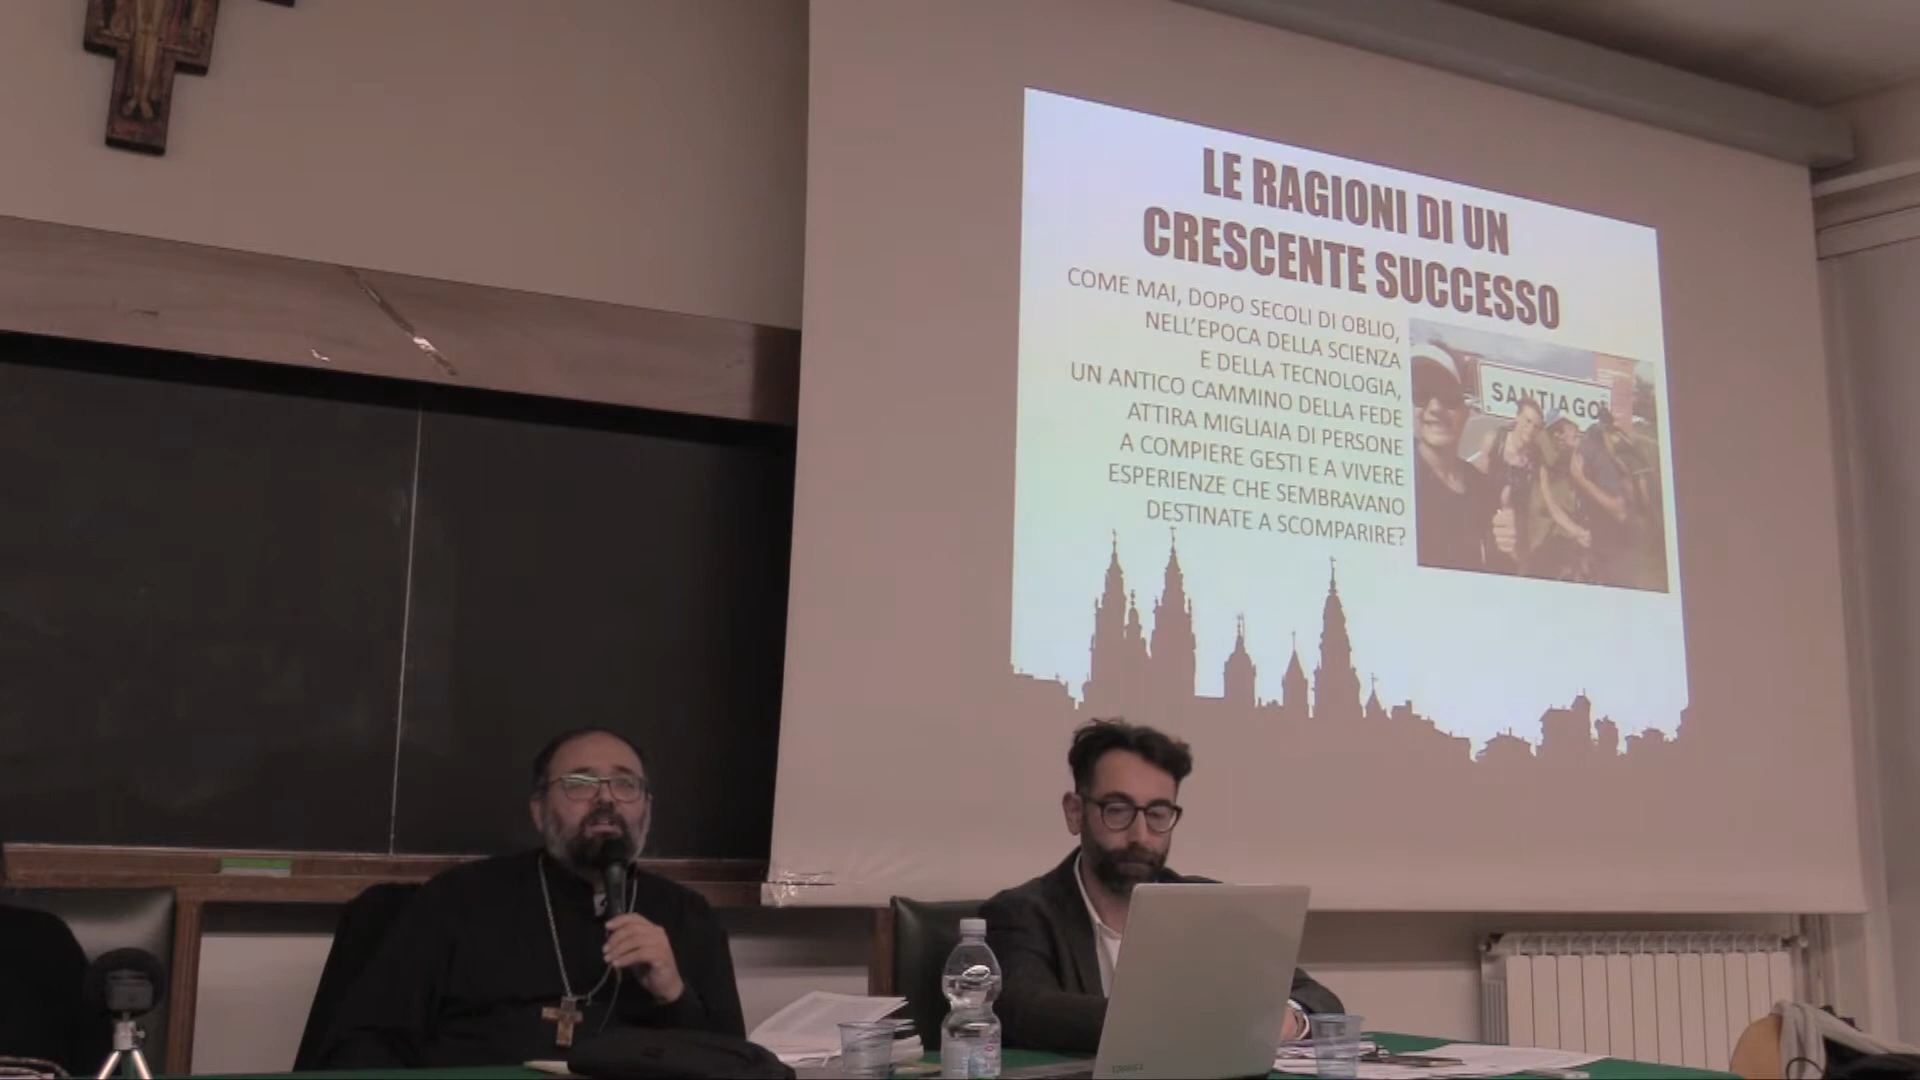 LE RAGIONI DI UN
CRESCENTE SUCCESSO
COME MAI, DOPO SECOLI DI OBLIO,
NELL'EPOCA DELLA SCIENZA
E DELLA TECNOLOGIA,
UN ANTICO CAMMINO DELLA FEDE
ATTIRA MIGLIAIA DI PERSONE
A COMPIERE GESTI E A VIVERE
ESPERIENZE CHE SEMBRAVANO
DESTINATE A SCOMPARIRE?
SANTIAGO